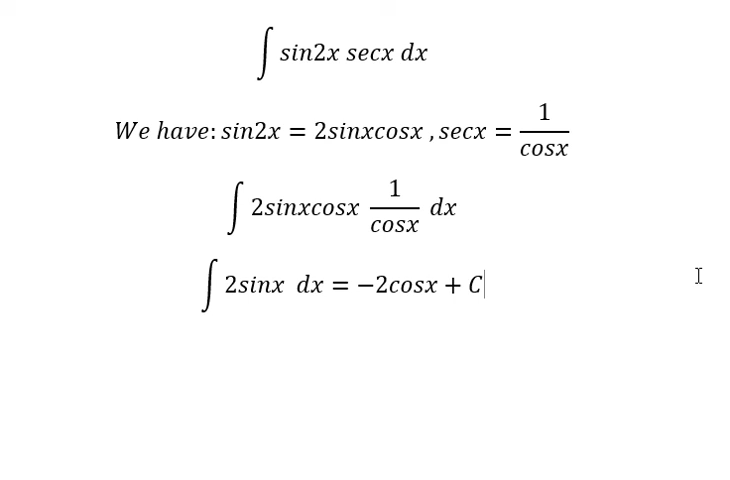 ∫ sin2x secx dx
We have: sin2x = 2sinxcosx , secx = 1/cosx
∫ 2sinxcosx 1/cosx dx
∫ 2sinx dx = −2cosx + C